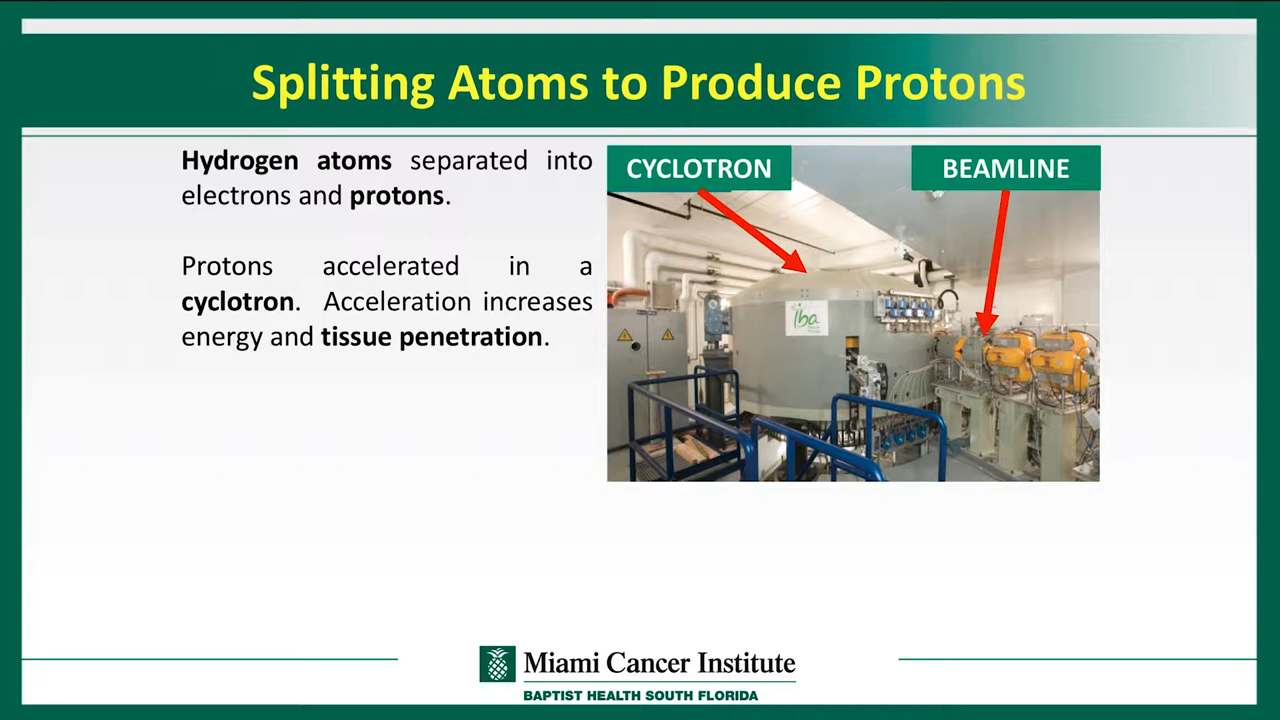 Splitting Atoms to Produce Protons
Hydrogen atoms separated into
electrons and protons.
Protons accelerated in a
cyclotron. Acceleration increases
energy and tissue penetration.
CYCLOTRON
BEAMLINE
iba
Miami Cancer Institute
BAPTIST HEALTH SOUTH FLORIDA